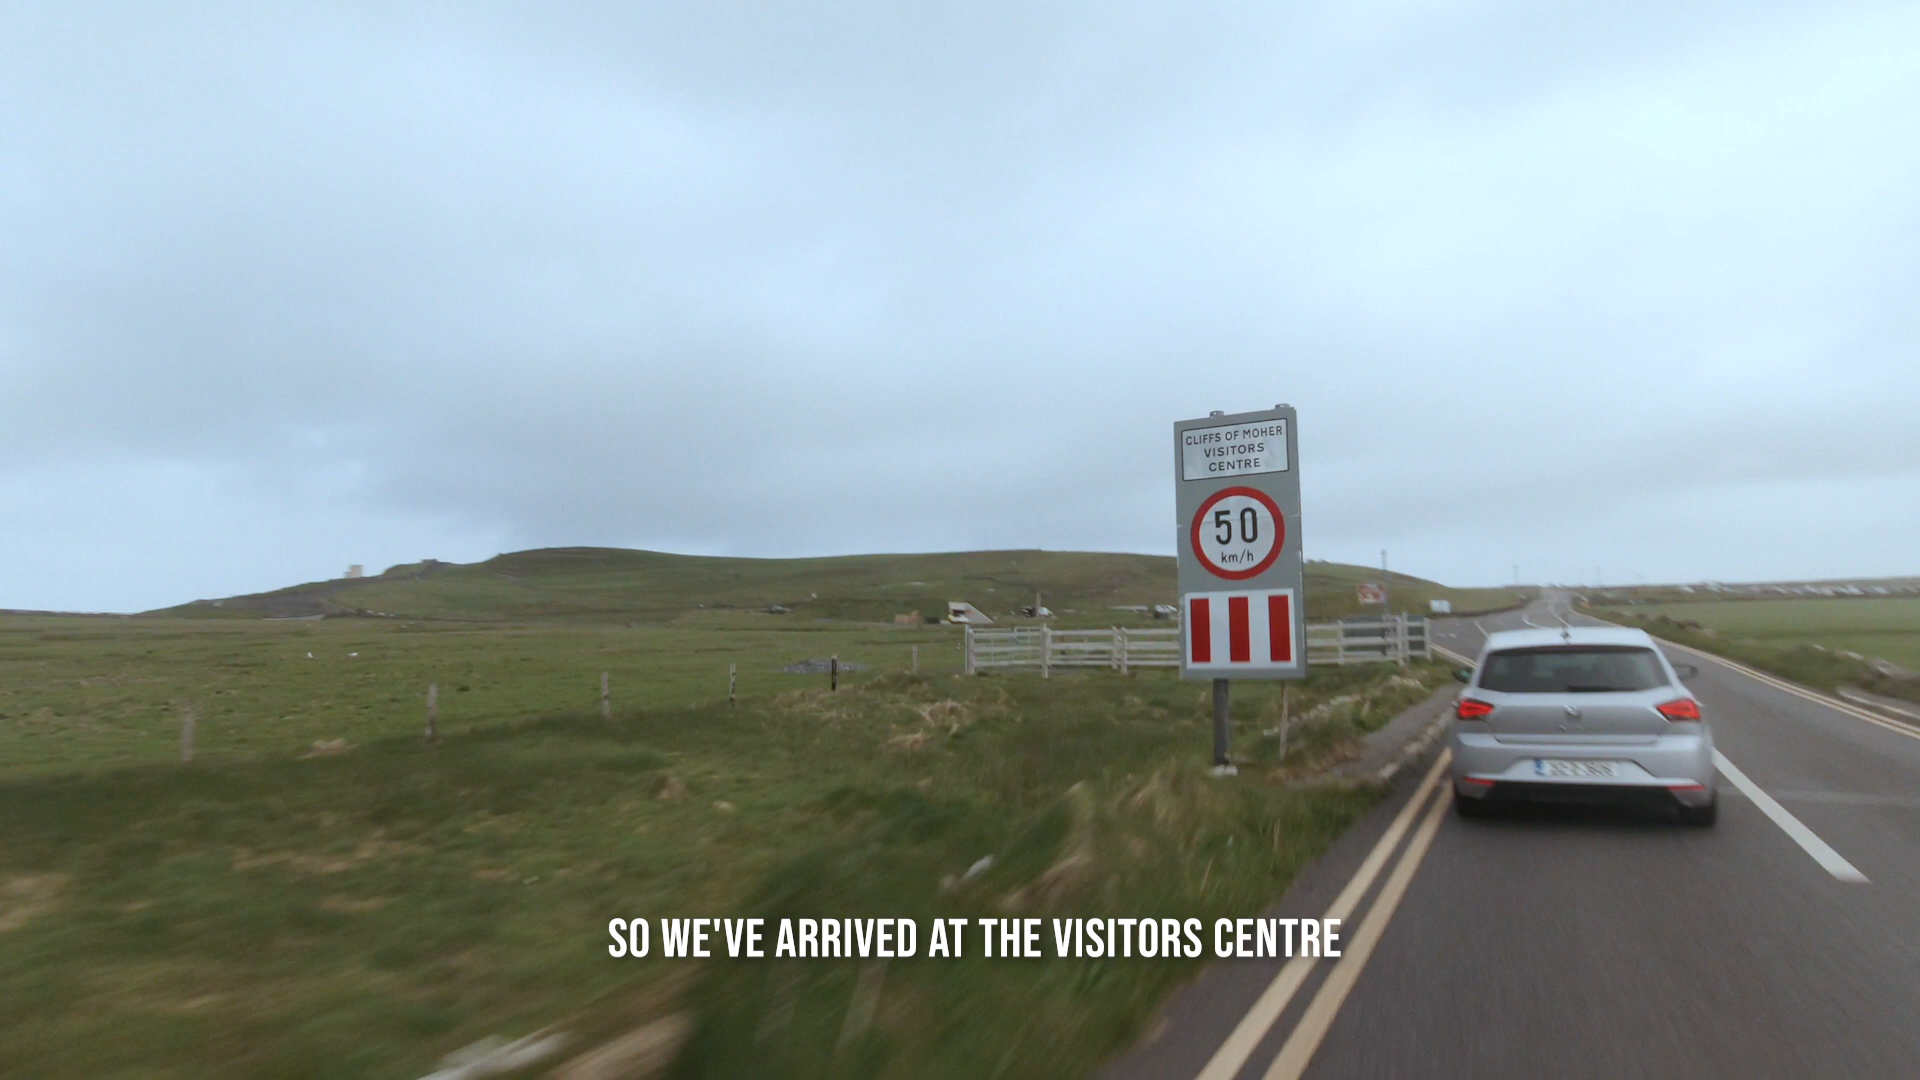 CLIFFS OF MOHER
VISITORS
CENTRE
50
km/h
SO WE'VE ARRIVED AT THE VISITORS CENTRE